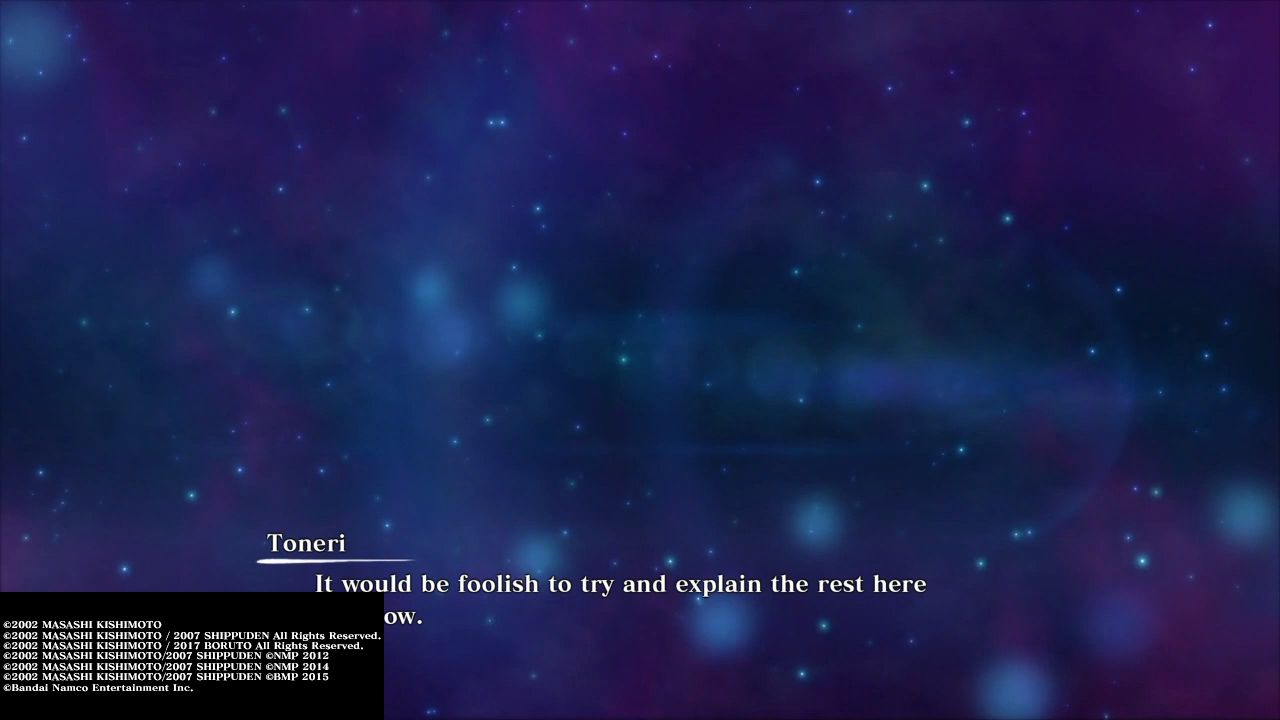 Toneri
It would be foolish to try and explain the rest here
ow.
©2002 MASASHI KISHIMOTO
©2002 MASASHI KISHIMOTO / 2007 SHIPPUDEN All Rights Reserved.
©2002 MASASHI KISHIMOTO / 2017 BORUTO All Rights Reserved.
©2002 MASASHI KISHIMOTO/2007 SHIPPUDEN ©NMP 2012
©2002 MASASHI KISHIMOTO/2007 SHIPPUDEN ©NMP 2014
©2002 MASASHI KISHIMOTO/2007 SHIPPUDEN ©BMP 2015
©Bandai Namco Entertainment Inc.